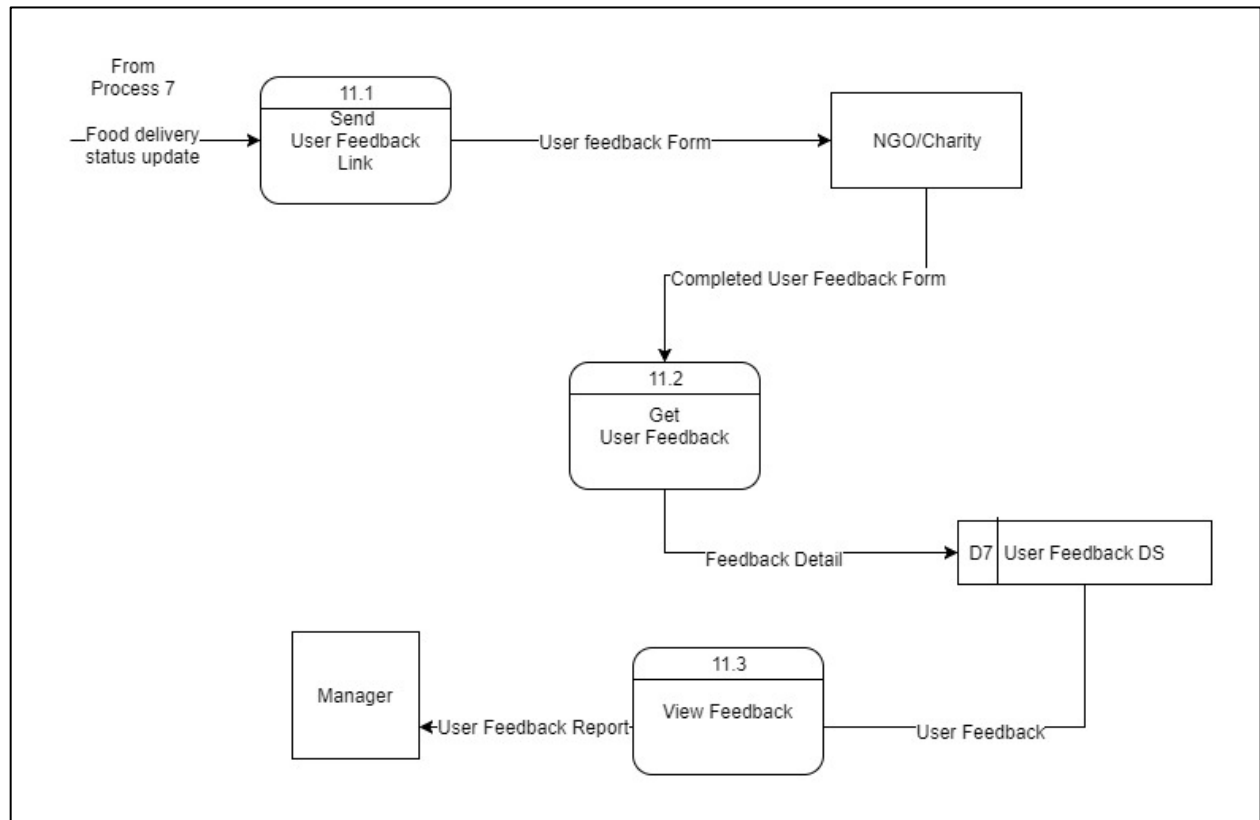 From
Process 7
11.1
Food delivery
status update
Send
User Feedback
Link
User feedback Form
NGO/Charity
Completed User Feedback Form
11.2
Get
User Feedback
Feedback Detail
D7
User Feedback DS
11.3
Manager
View Feedback
User Feedback Report
User Feedback